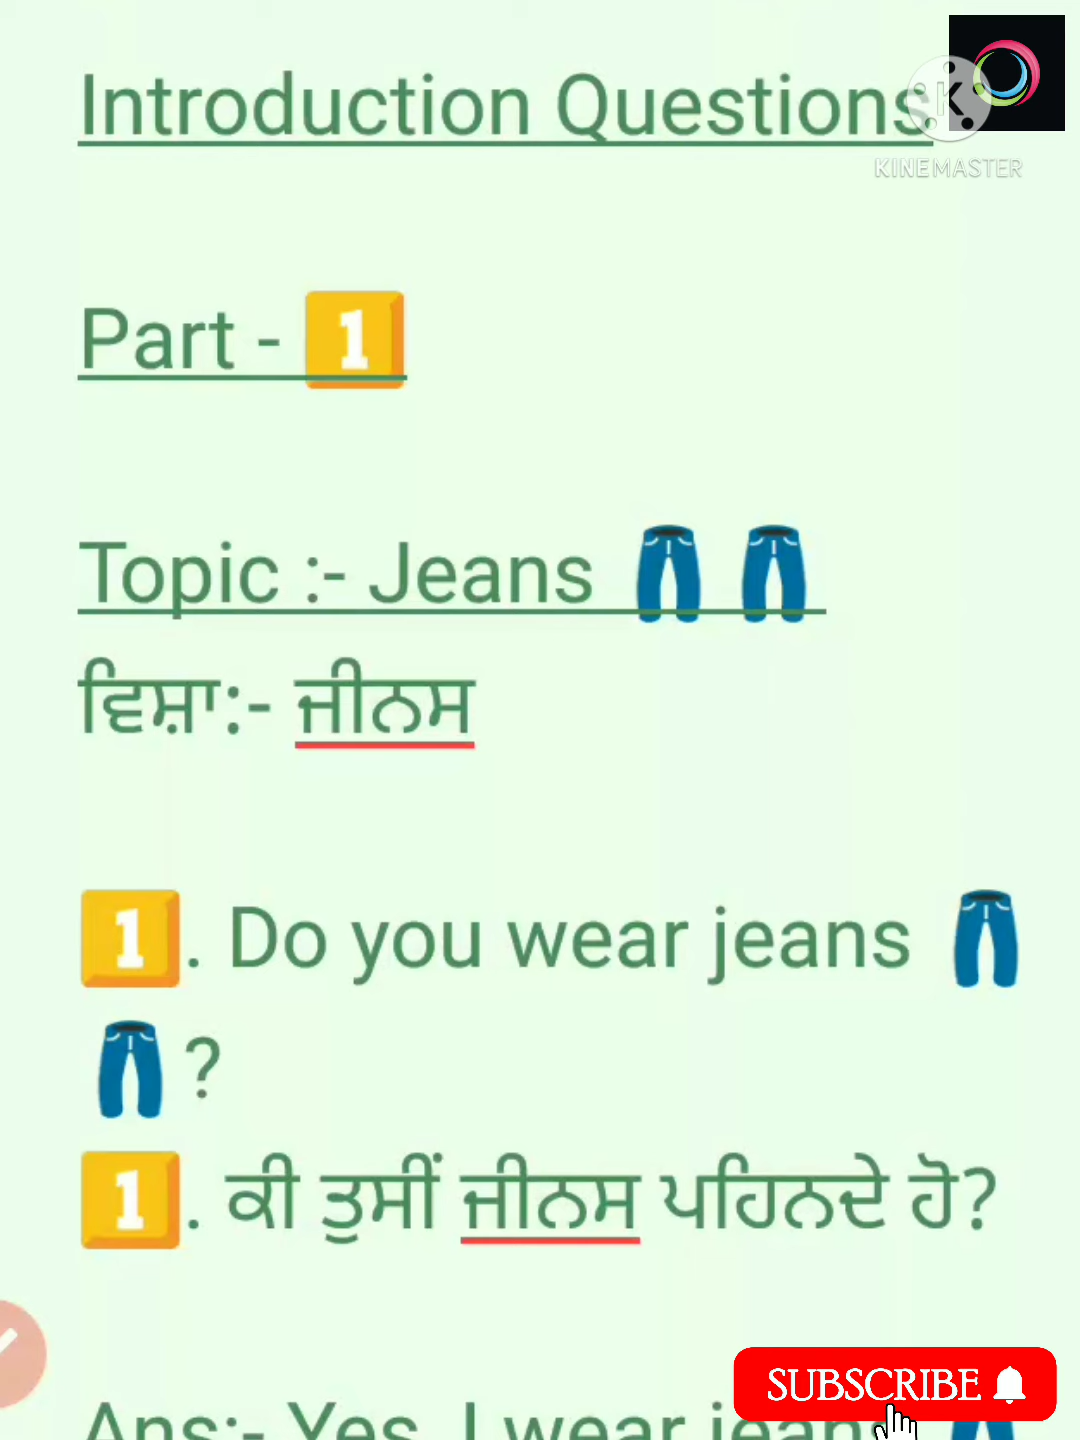 Introduction Questions.
KINEMASTER
Part - 1
Topic :- Jeans 👖 👖
ਵਿਸ਼ਾ:- ਜੀਨਸ
1. Do you wear jeans 👖
👖?
1. ਕੀ ਤੁਸੀਂ ਜੀਨਸ ਪਹਿਨਦੇ ਹੋ?
SUBSCRIBE
Ans:- Yes, I wear jeans 👖